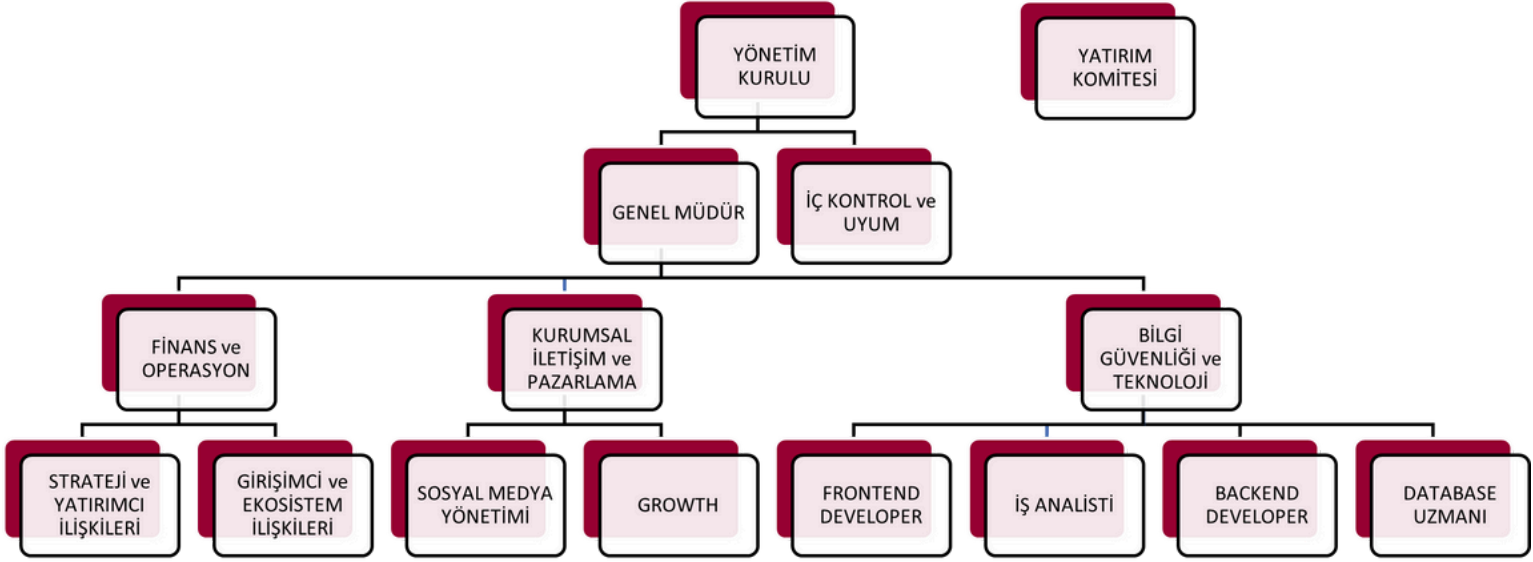 YÖNETİM
KURULU
YATIRIM
KOMİTESİ
GENEL MÜDÜR
İÇ KONTROL ve
UYUM
FİNANS ve
OPERASYON
KURUMSAL
İLETİŞİM ve
PAZARLAMA
BİLGİ
GÜVENLİĞİ ve
TEKNOLOJİ
STRATEJİ ve
YATIRIMCI
İLİŞKİLERİ
GİRİŞİMCİ ve
EKOSİSTEM
İLİŞKİLERİ
SOSYAL MEDYA
YÖNETİMİ
GROWTH
FRONTEND
DEVELOPER
İŞ ANALİSTİ
BACKEND
DEVELOPER
DATABASE
UZMANI